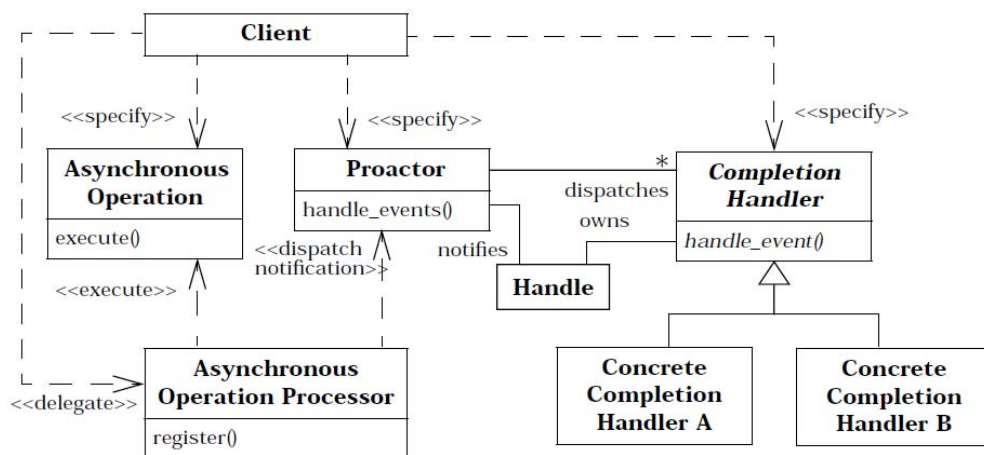 Client
<<specify>>
<<specify>>
<<specify>>
Asynchronous
Operation
execute()
Proactor
handle_events()
*
dispatches
owns
Completion
Handler
handle_event()
<<dispatch
notification>>
notifies
Handle
<<execute>>
Asynchronous
Operation Processor
register()
<<delegate>>
Concrete
Completion
Handler A
Concrete
Completion
Handler B